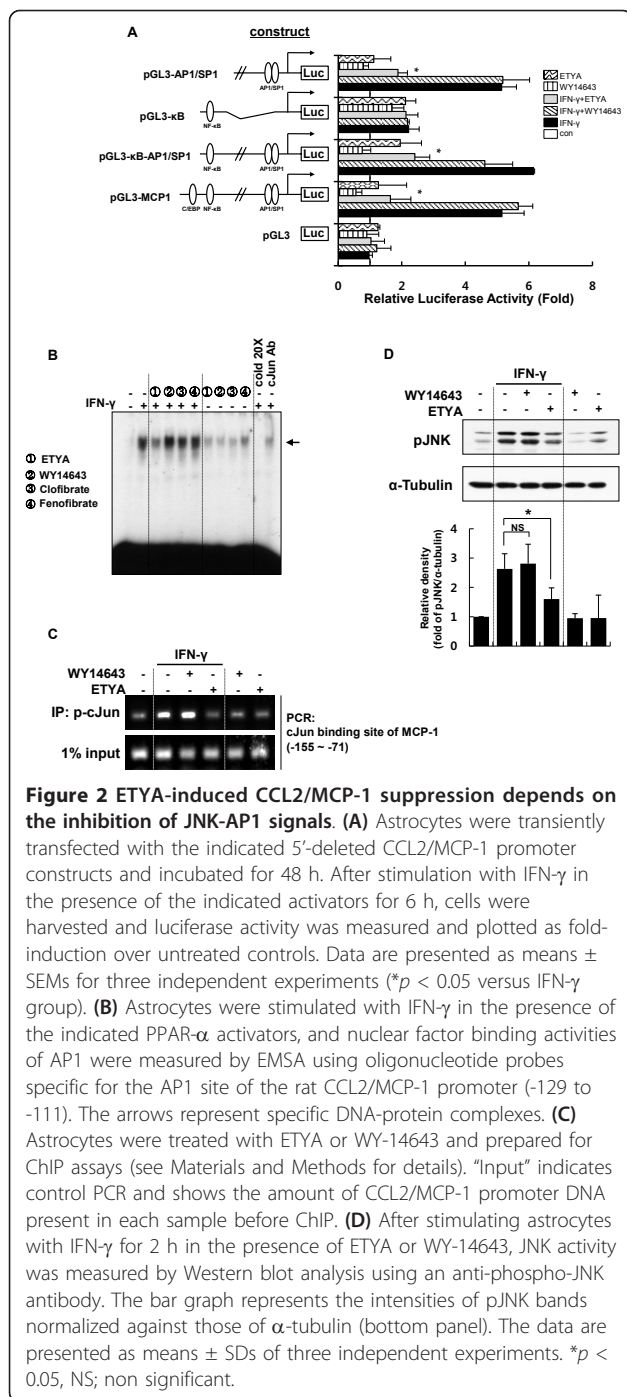 A
construct
pGL3-AP1/SP1
AP1/SP1
Luc
*
pGL3-κB
NF-κB
Luc
pGL3-κB-AP1/SP1
NF-κB
AP1/SP1
Luc
*
pGL3-MCP1
C/EBP NF-κB
AP1/SP1
Luc
*
pGL3
Luc
ETYA
WY14643
IFN-γ+ETYA
IFN-γ+WY14643
IFN-γ
con
0 2 4 6 8
Relative Luciferase Activity (Fold)
B
cold 20X
cJun Ab
① ② ③ ④ ① ② ③ ④
IFN-γ - + + + + + - - - - + +
① ETYA
② WY14643
③ Clofibrate
④ Fenofibrate
C
IFN-γ
WY14643 - - + - + -
ETYA - - - + - +
IP: p-cJun
1% input
PCR:
cJun binding site of MCP-1
(-155 ~ -71)
D
IFN-γ
WY14643 - - + - + -
ETYA - - - + - +
pJNK
α-Tubulin
*
NS
4
3
2
1
0
Relative density
(fold of pJNK/α-tubulin)
Figure 2 ETYA-induced CCL2/MCP-1 suppression depends on
the inhibition of JNK-AP1 signals. (A) Astrocytes were transiently
transfected with the indicated 5'-deleted CCL2/MCP-1 promoter
constructs and incubated for 48 h. After stimulation with IFN-γ in
the presence of the indicated activators for 6 h, cells were
harvested and luciferase activity was measured and plotted as fold-
induction over untreated controls. Data are presented as means ±
SEMs for three independent experiments (*p < 0.05 versus IFN-γ
group). (B) Astrocytes were stimulated with IFN-γ in the presence of
the indicated PPAR-α activators, and nuclear factor binding activities
of AP1 were measured by EMSA using oligonucleotide probes
specific for the AP1 site of the rat CCL2/MCP-1 promoter (-129 to
-111). The arrows represent specific DNA-protein complexes. (C)
Astrocytes were treated with ETYA or WY-14643 and prepared for
ChIP assays (see Materials and Methods for details). "Input" indicates
control PCR and shows the amount of CCL2/MCP-1 promoter DNA
present in each sample before ChIP. (D) After stimulating astrocytes
with IFN-γ for 2 h in the presence of ETYA or WY-14643, JNK activity
was measured by Western blot analysis using an anti-phospho-JNK
antibody. The bar graph represents the intensities of pJNK bands
normalized against those of α-tubulin (bottom panel). The data are
presented as means ± SDs of three independent experiments. *p <
0.05, NS; non significant.